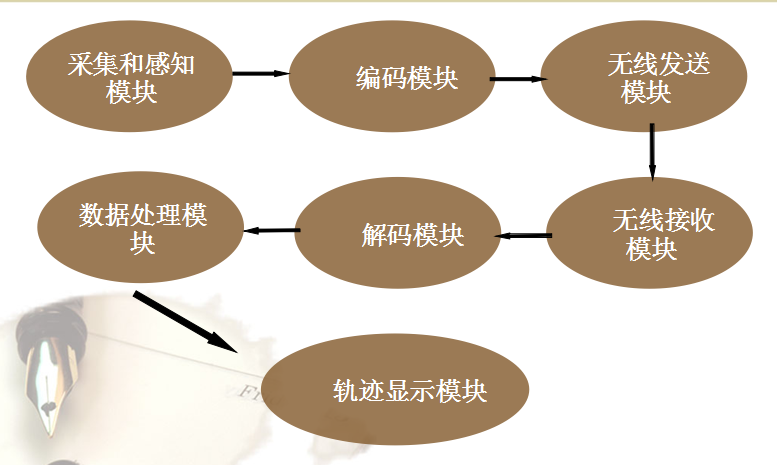 采集和感知
模块
编码模块
无线发送
模块
无线接收
模块
解码模块
数据处理模
块
轨迹显示模块